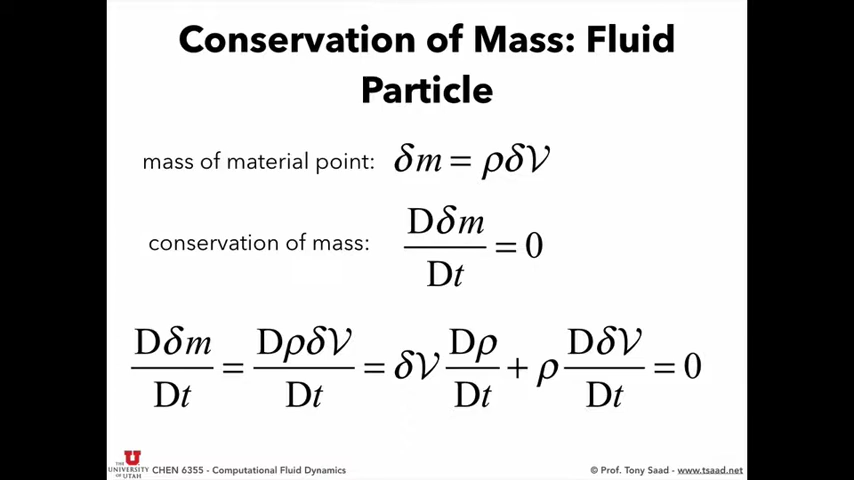 Conservation of Mass: Fluid
Particle
mass of material point: δm = ρδ𝒱
conservation of mass: Dδm/Dt = 0
Dδm/Dt = Dρδ𝒱/Dt = δ𝒱 Dρ/Dt + ρ Dδ𝒱/Dt = 0
THE
UNIVERSITY
OF UTAH
CHEN 6355 - Computational Fluid Dynamics
© Prof. Tony Saad - www.tsaad.net